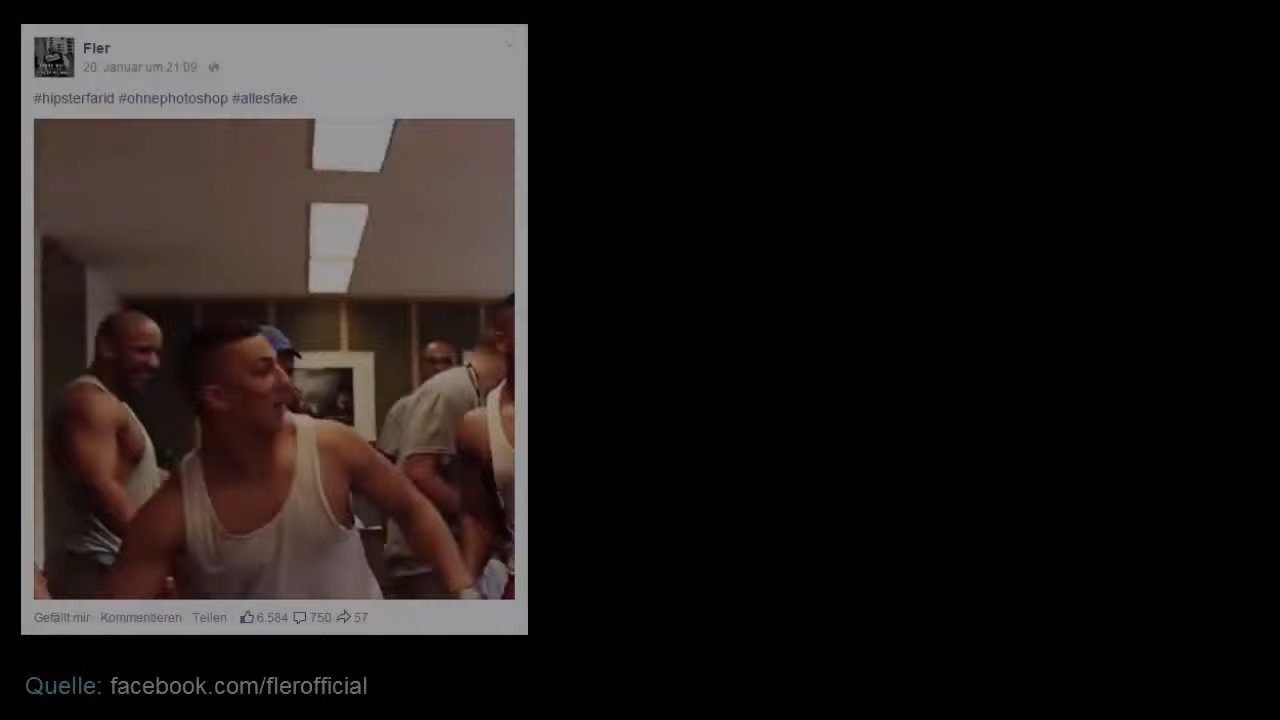 Fler
20. Januar um 21:09
#hipsterfarid #ohnephotoshop #allesfake
Gefällt mir Kommentieren Teilen 6.584 750 57
Quelle: facebook.com/flerofficial